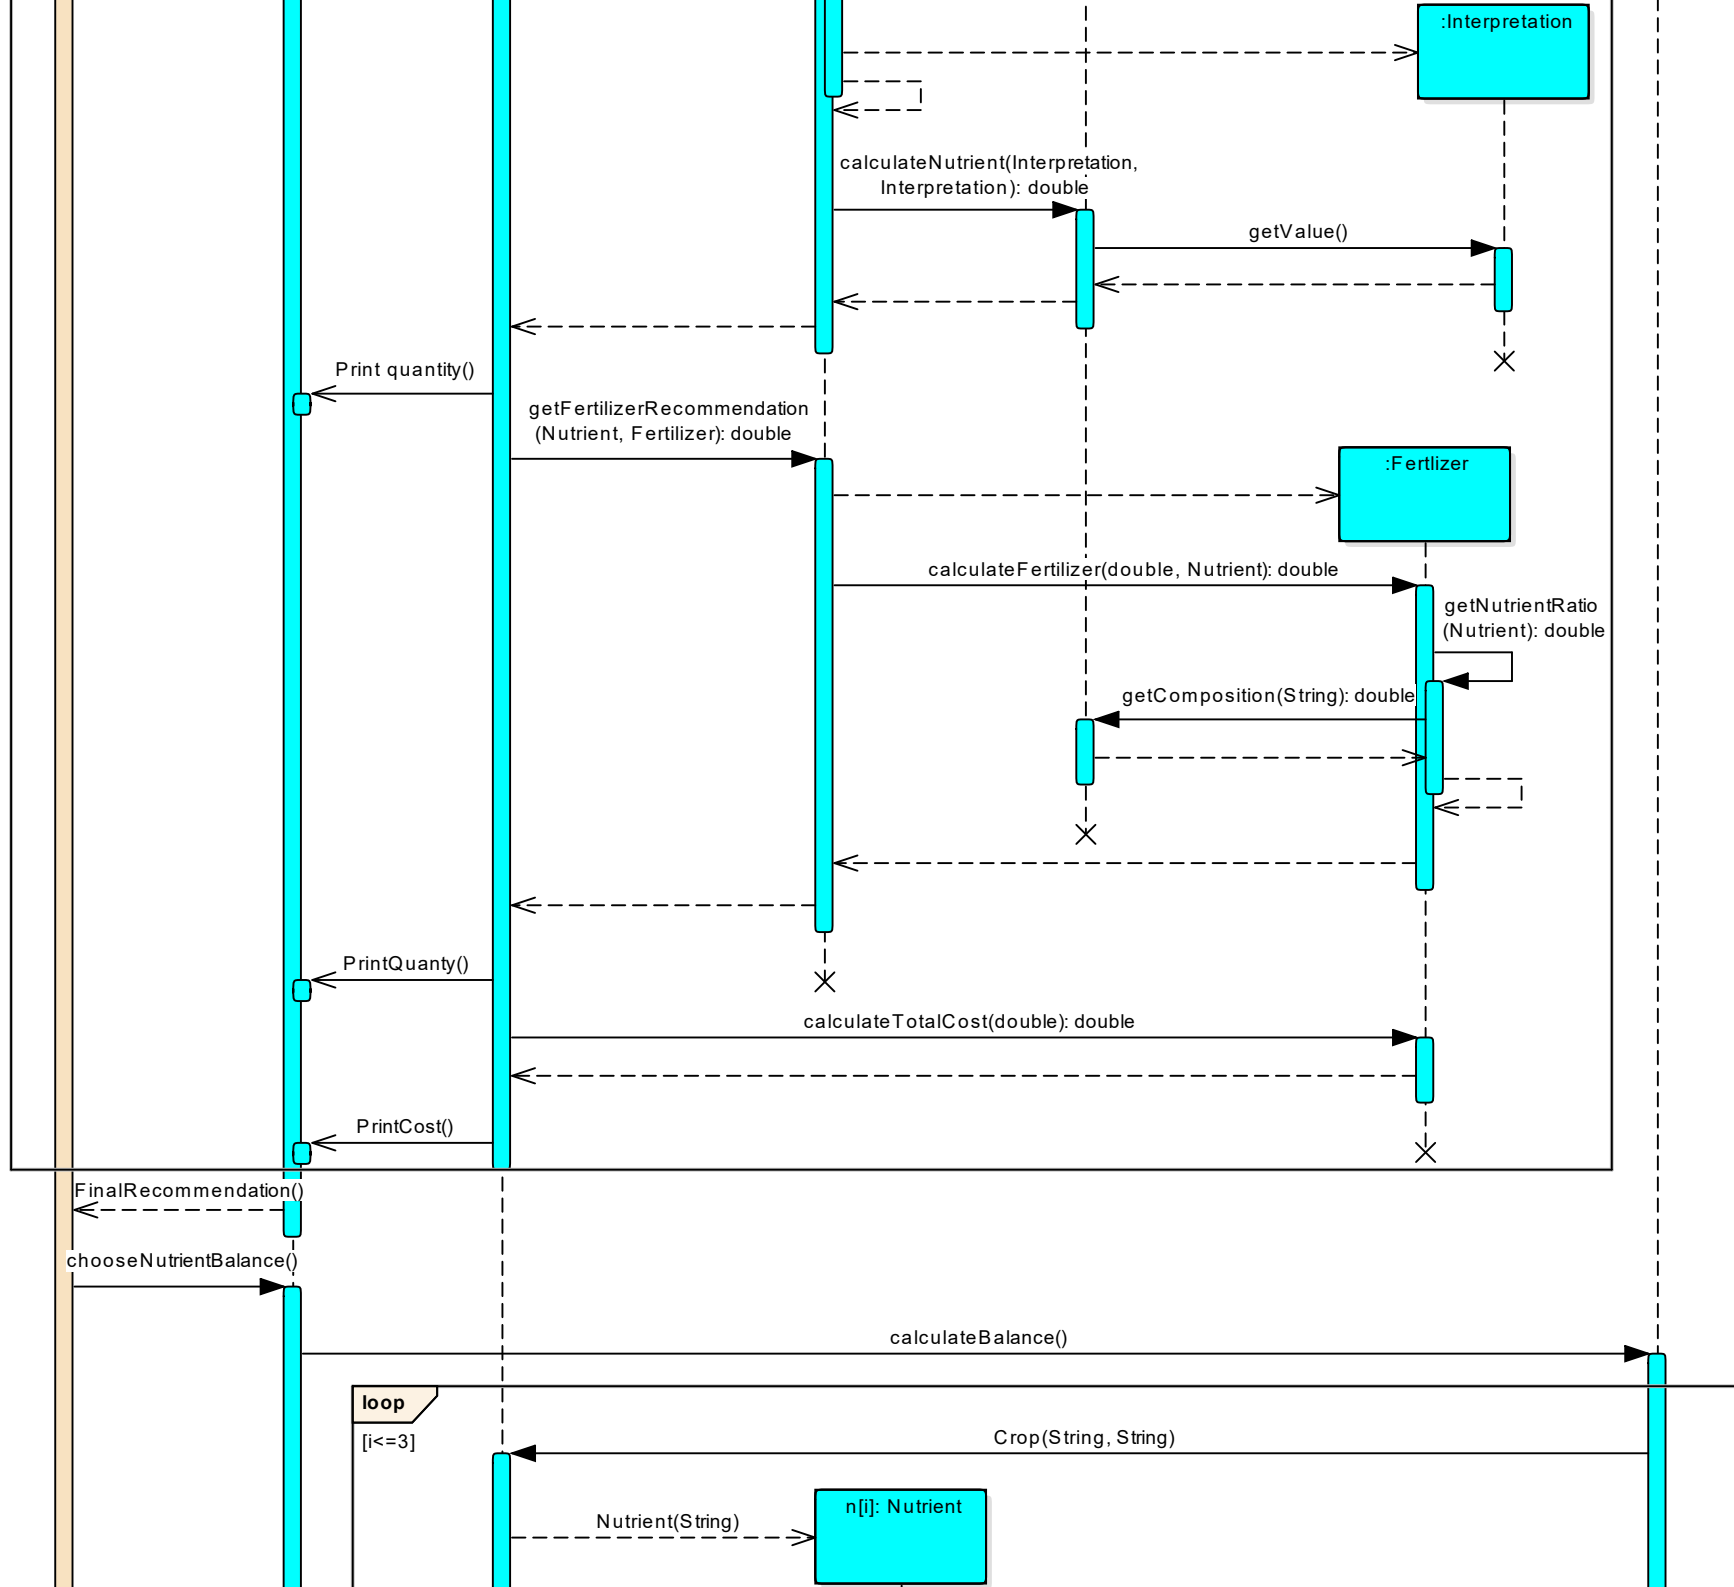 :Interpretation
calculateNutrient(Interpretation,
Interpretation): double
getValue()
Print quantity()
getFertilizerRecommendation
(Nutrient, Fertilizer): double
:Fertlizer
calculateFertilizer(double, Nutrient): double
getNutrientRatio
(Nutrient): double
getComposition(String): double
PrintQuanty()
calculateTotalCost(double): double
PrintCost()
FinalRecommendation()
chooseNutrientBalance()
calculateBalance()
loop
[i<=3]
Crop(String, String)
n[i]: Nutrient
Nutrient(String)